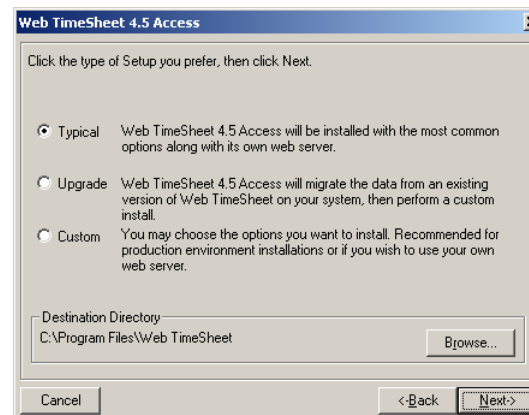 Web TimeSheet 4.5 Access
Click the type of Setup you prefer, then click Next.
Typical Web TimeSheet 4.5 Access will be installed with the most common
options along with its own web server.
Upgrade Web TimeSheet 4.5 Access will migrate the data from an existing
version of Web TimeSheet on your system, then perform a custom
install.
Custom You may choose the options you want to install. Recommended for
production environment installations or if you wish to use your own
web server.
Destination Directory
C:\Program Files\Web TimeSheet
Browse...
Cancel <-Back Next->